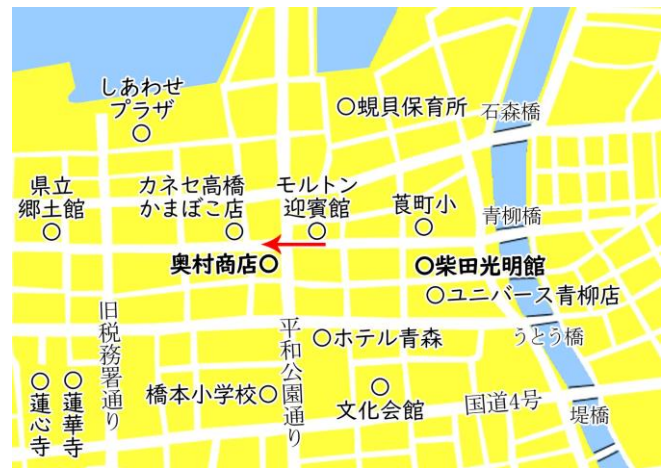 しあわせ
プラザ
蜆貝保育所
石森橋
県立
郷土館
カネセ高橋
かまぼこ店
モルトン
迎賓館
莨町小
青柳橋
奥村商店
柴田光明館
ユニバース青柳店
旧税務署通り
平和公園通り
ホテル青森
うとう橋
蓮心寺
蓮華寺
橋本小学校
文化会館
国道4号
堤橋